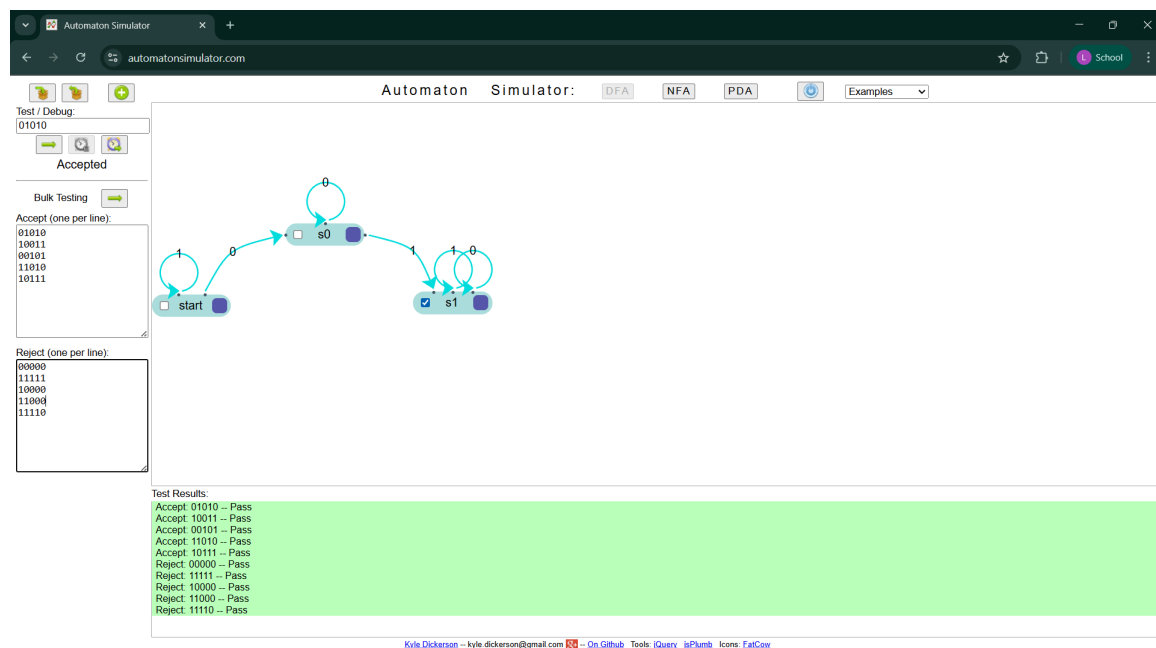 Automaton Simulator
automatonsimulator.com
School
L
Automaton Simulator:
DFA
NFA
PDA
Examples
Test / Debug:
01010
Accepted
Bulk Testing
Accept (one per line):
01010
10011
00101
11010
10111
Reject (one per line):
00000
11111
10000
11000
11110
0
s0
1
0
start
1
1
0
s1
Test Results:
Accept: 01010 -- Pass
Accept: 10011 -- Pass
Accept: 00101 -- Pass
Accept: 11010 -- Pass
Accept: 10111 -- Pass
Reject: 00000 -- Pass
Reject: 11111 -- Pass
Reject: 10000 -- Pass
Reject: 11000 -- Pass
Reject: 11110 -- Pass
Kyle Dickerson -- kyle.dickerson@gmail.com -- On Github Tools: jQuery jsPlumb Icons: FatCow